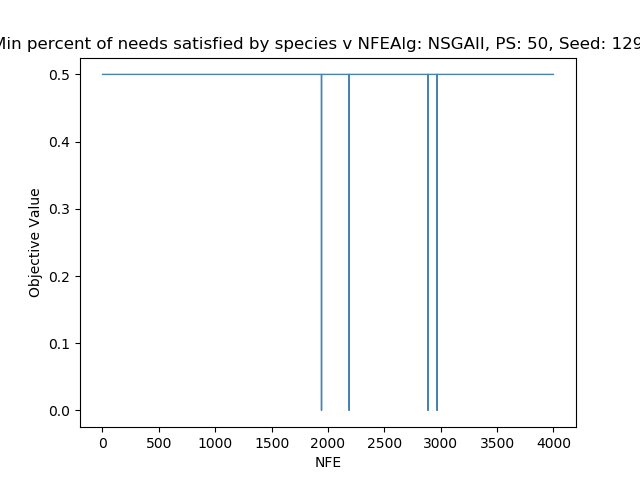 Min percent of needs satisfied by species v NFEAlg: NSGAII, PS: 50, Seed: 129
0.5
0.4
0.3
0.2
0.1
0.0
Objective Value
0 500 1000 1500 2000 2500 3000 3500 4000
NFE